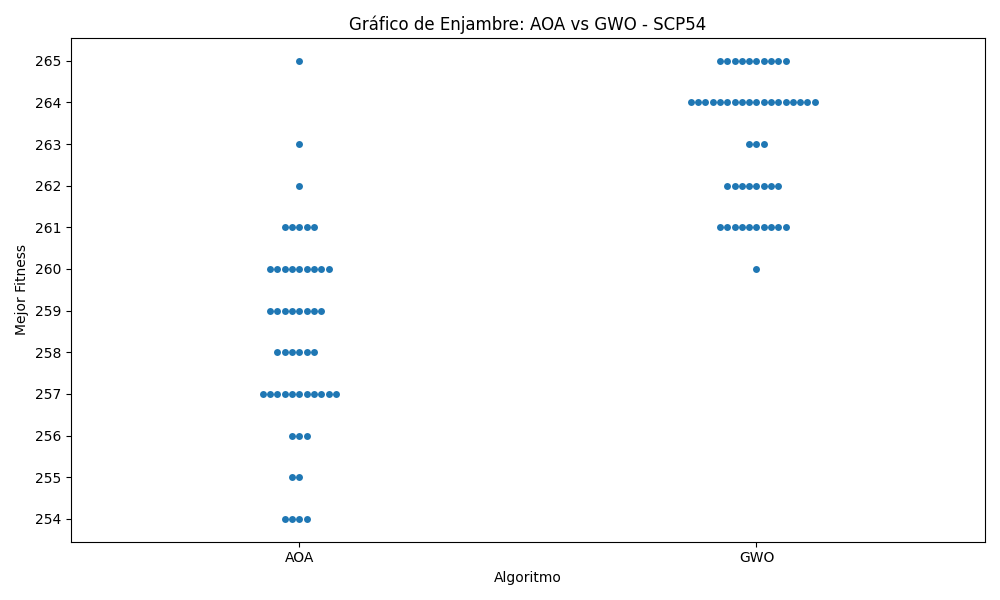 Gráfico de Enjambre: AOA vs GWO - SCP54
Mejor Fitness
265
264
263
262
261
260
259
258
257
256
255
254
AOA
GWO
Algoritmo